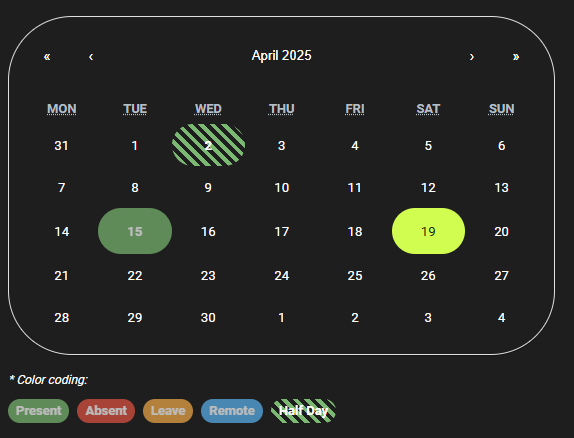 « ‹ April 2025 › »
MON TUE WED THU FRI SAT SUN
31 1 2 3 4 5 6
7 8 9 10 11 12 13
14 15 16 17 18 19 20
21 22 23 24 25 26 27
28 29 30 1 2 3 4
* Color coding:
Present Absent Leave Remote Half Day